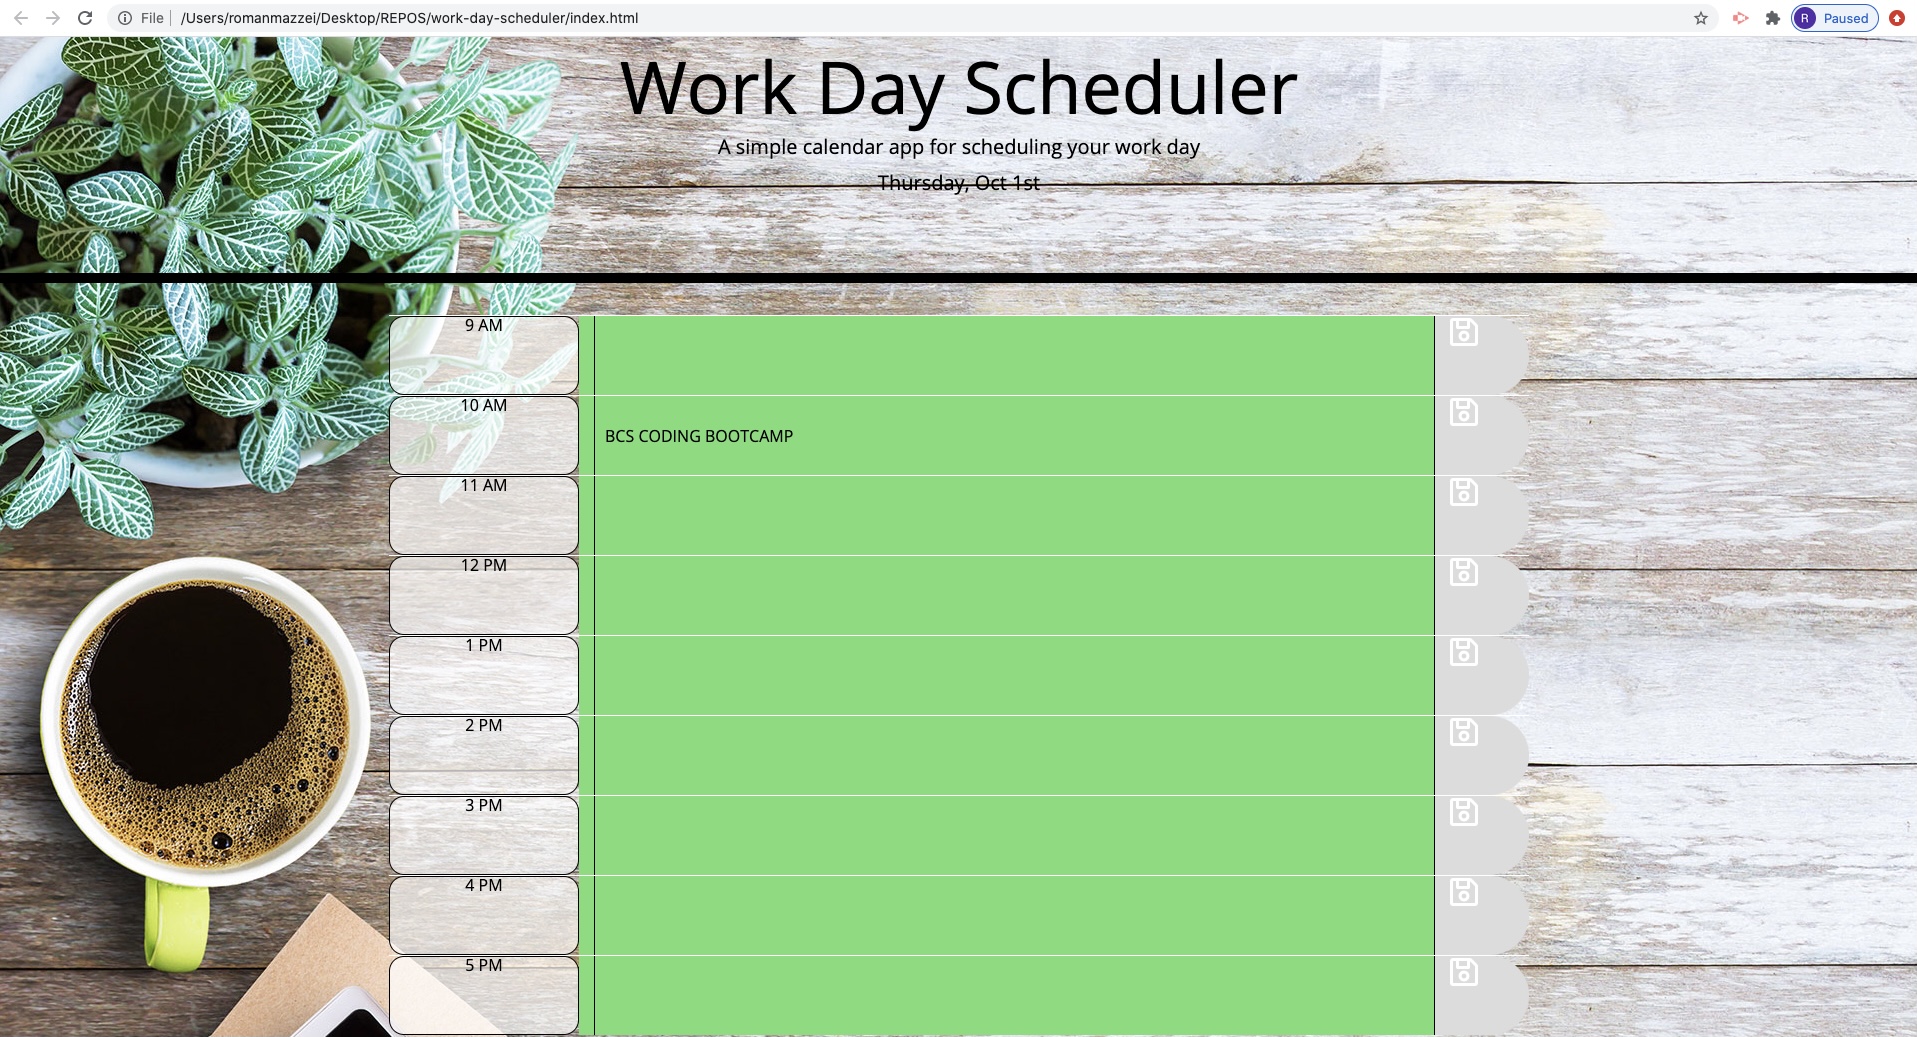 File
/Users/romanmazzei/Desktop/REPOS/work-day-scheduler/index.html
R Paused
Work Day Scheduler
A simple calendar app for scheduling your work day
Thursday, Oct 1st
9 AM
10 AM
BCS CODING BOOTCAMP
11 AM
12 PM
1 PM
2 PM
3 PM
4 PM
5 PM